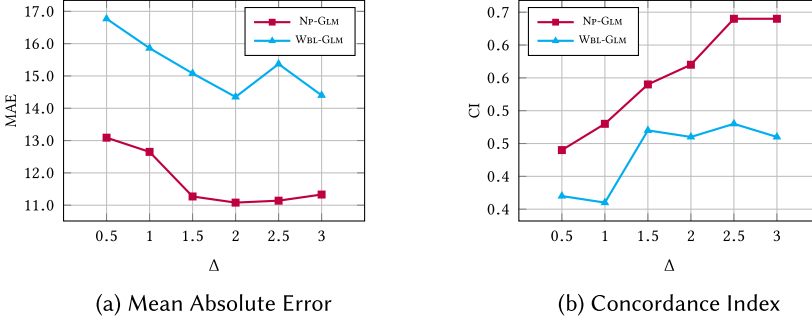 17.0
16.0
15.0
14.0
13.0
12.0
11.0
MAE
NP-GLM
WBL-GLM
0.5 1 1.5 2 2.5 3
Δ
(a) Mean Absolute Error
0.7
0.6
0.6
0.5
0.5
0.4
0.4
CI
NP-GLM
WBL-GLM
0.5 1 1.5 2 2.5 3
Δ
(b) Concordance Index